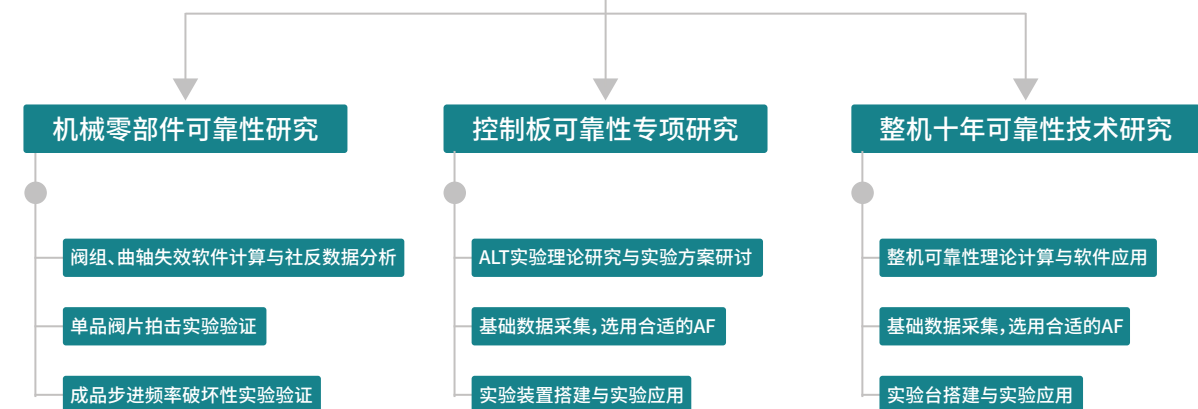 机械零部件可靠性研究
阀组、曲轴失效软件计算与社反数据分析
单品阀片拍击实验验证
成品步进频率破坏性实验验证
控制板可靠性专项研究
ALT实验理论研究与实验方案研讨
基础数据采集，选用合适的AF
实验装置搭建与实验应用
整机十年可靠性技术研究
整机可靠性理论计算与软件应用
基础数据采集，选用合适的AF
实验台搭建与实验应用